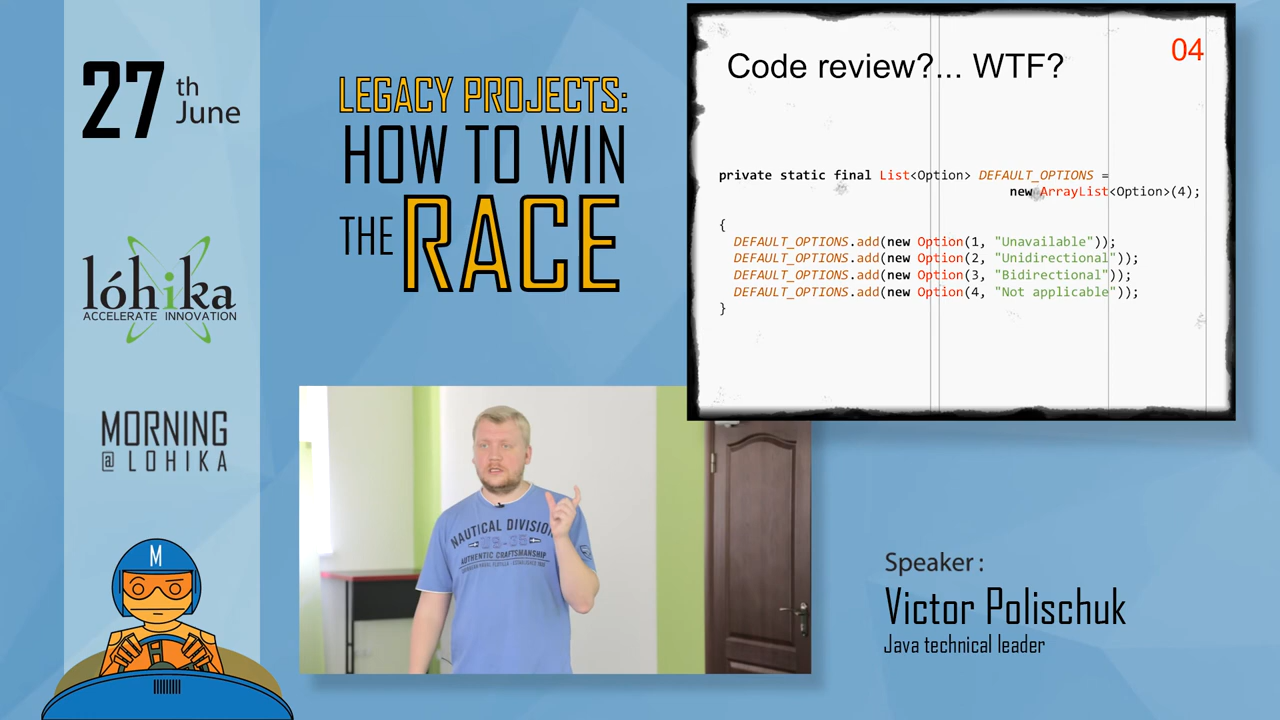 27
th
June
lóhika
ACCELERATE INNOVATION
MORNING
@ LOHIKA
M
LEGACY PROJECTS:
HOW TO WIN
THE RACE
04
Code review?... WTF?
private static final List<Option> DEFAULT_OPTIONS =
new ArrayList<Option>(4);
{
DEFAULT_OPTIONS.add(new Option(1, "Unavailable"));
DEFAULT_OPTIONS.add(new Option(2, "Unidirectional"));
DEFAULT_OPTIONS.add(new Option(3, "Bidirectional"));
DEFAULT_OPTIONS.add(new Option(4, "Not applicable"));
}
NAUTICAL DIVISION
AUTHENTIC CRAFTSMANSHIP
Speaker :
Victor Polischuk
Java technical leader